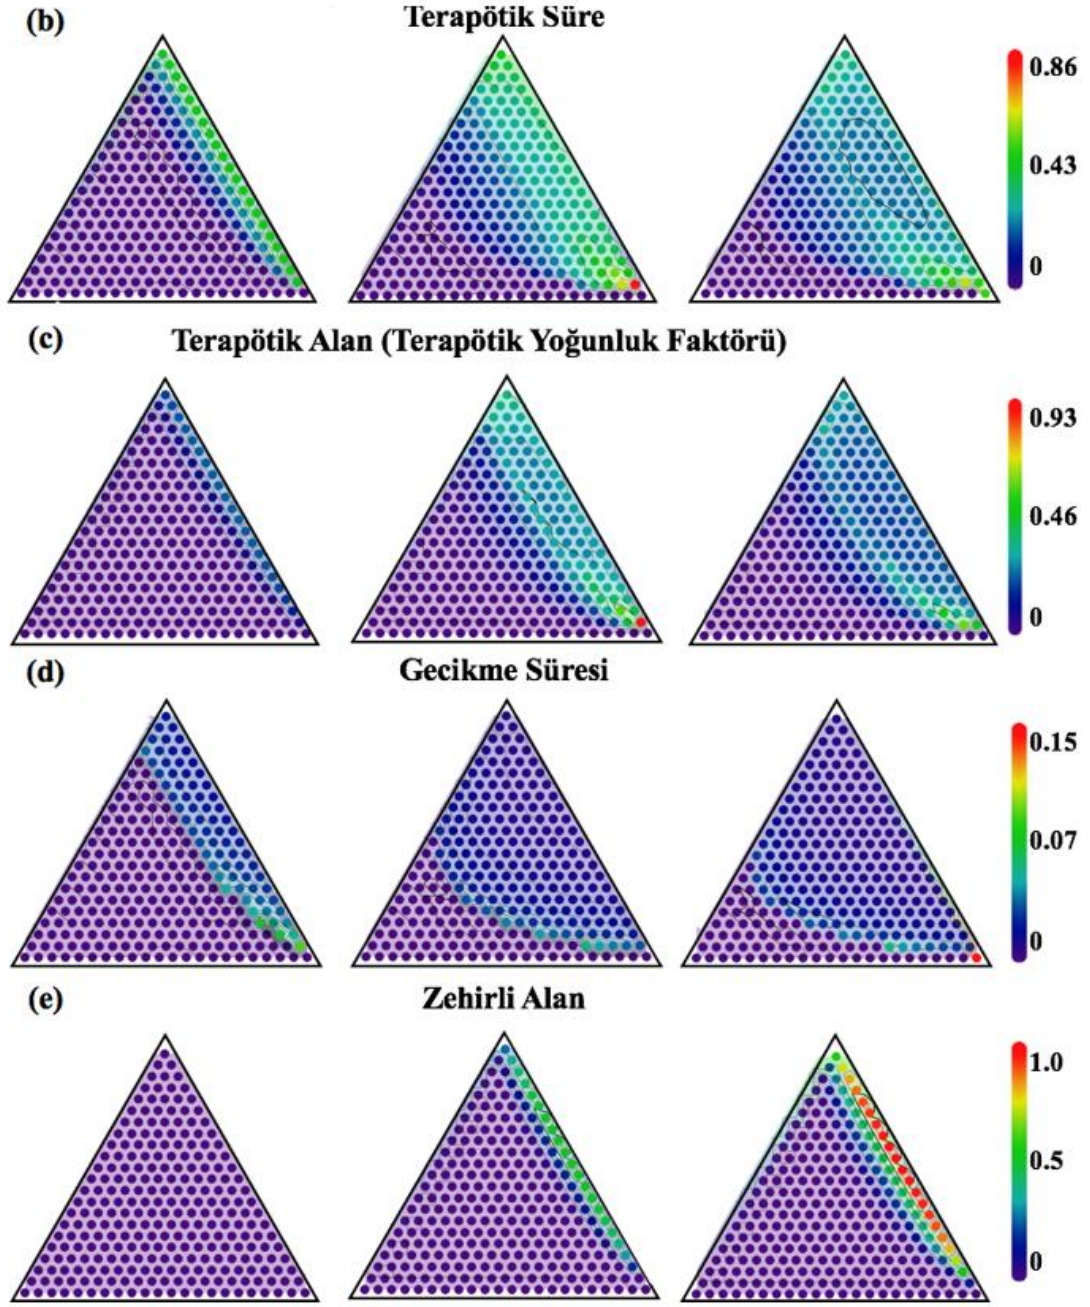 (b)
Terapötik Süre
0.86
0.43
0
(c)
Terapötik Alan (Terapötik Yoğunluk Faktörü)
0.93
0.46
0
(d)
Gecikme Süresi
0.15
0.07
0
(e)
Zehirli Alan
1.0
0.5
0